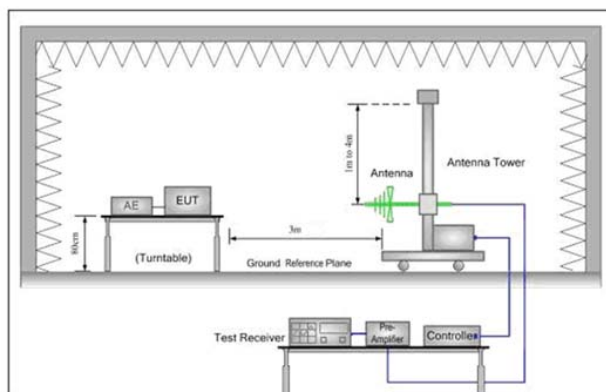 1m to 4m
Antenna
Antenna Tower
AE
EUT
80cm
(Turntable)
3m
Ground Reference Plane
Test Receiver
Pre-
Amplifier
Controller